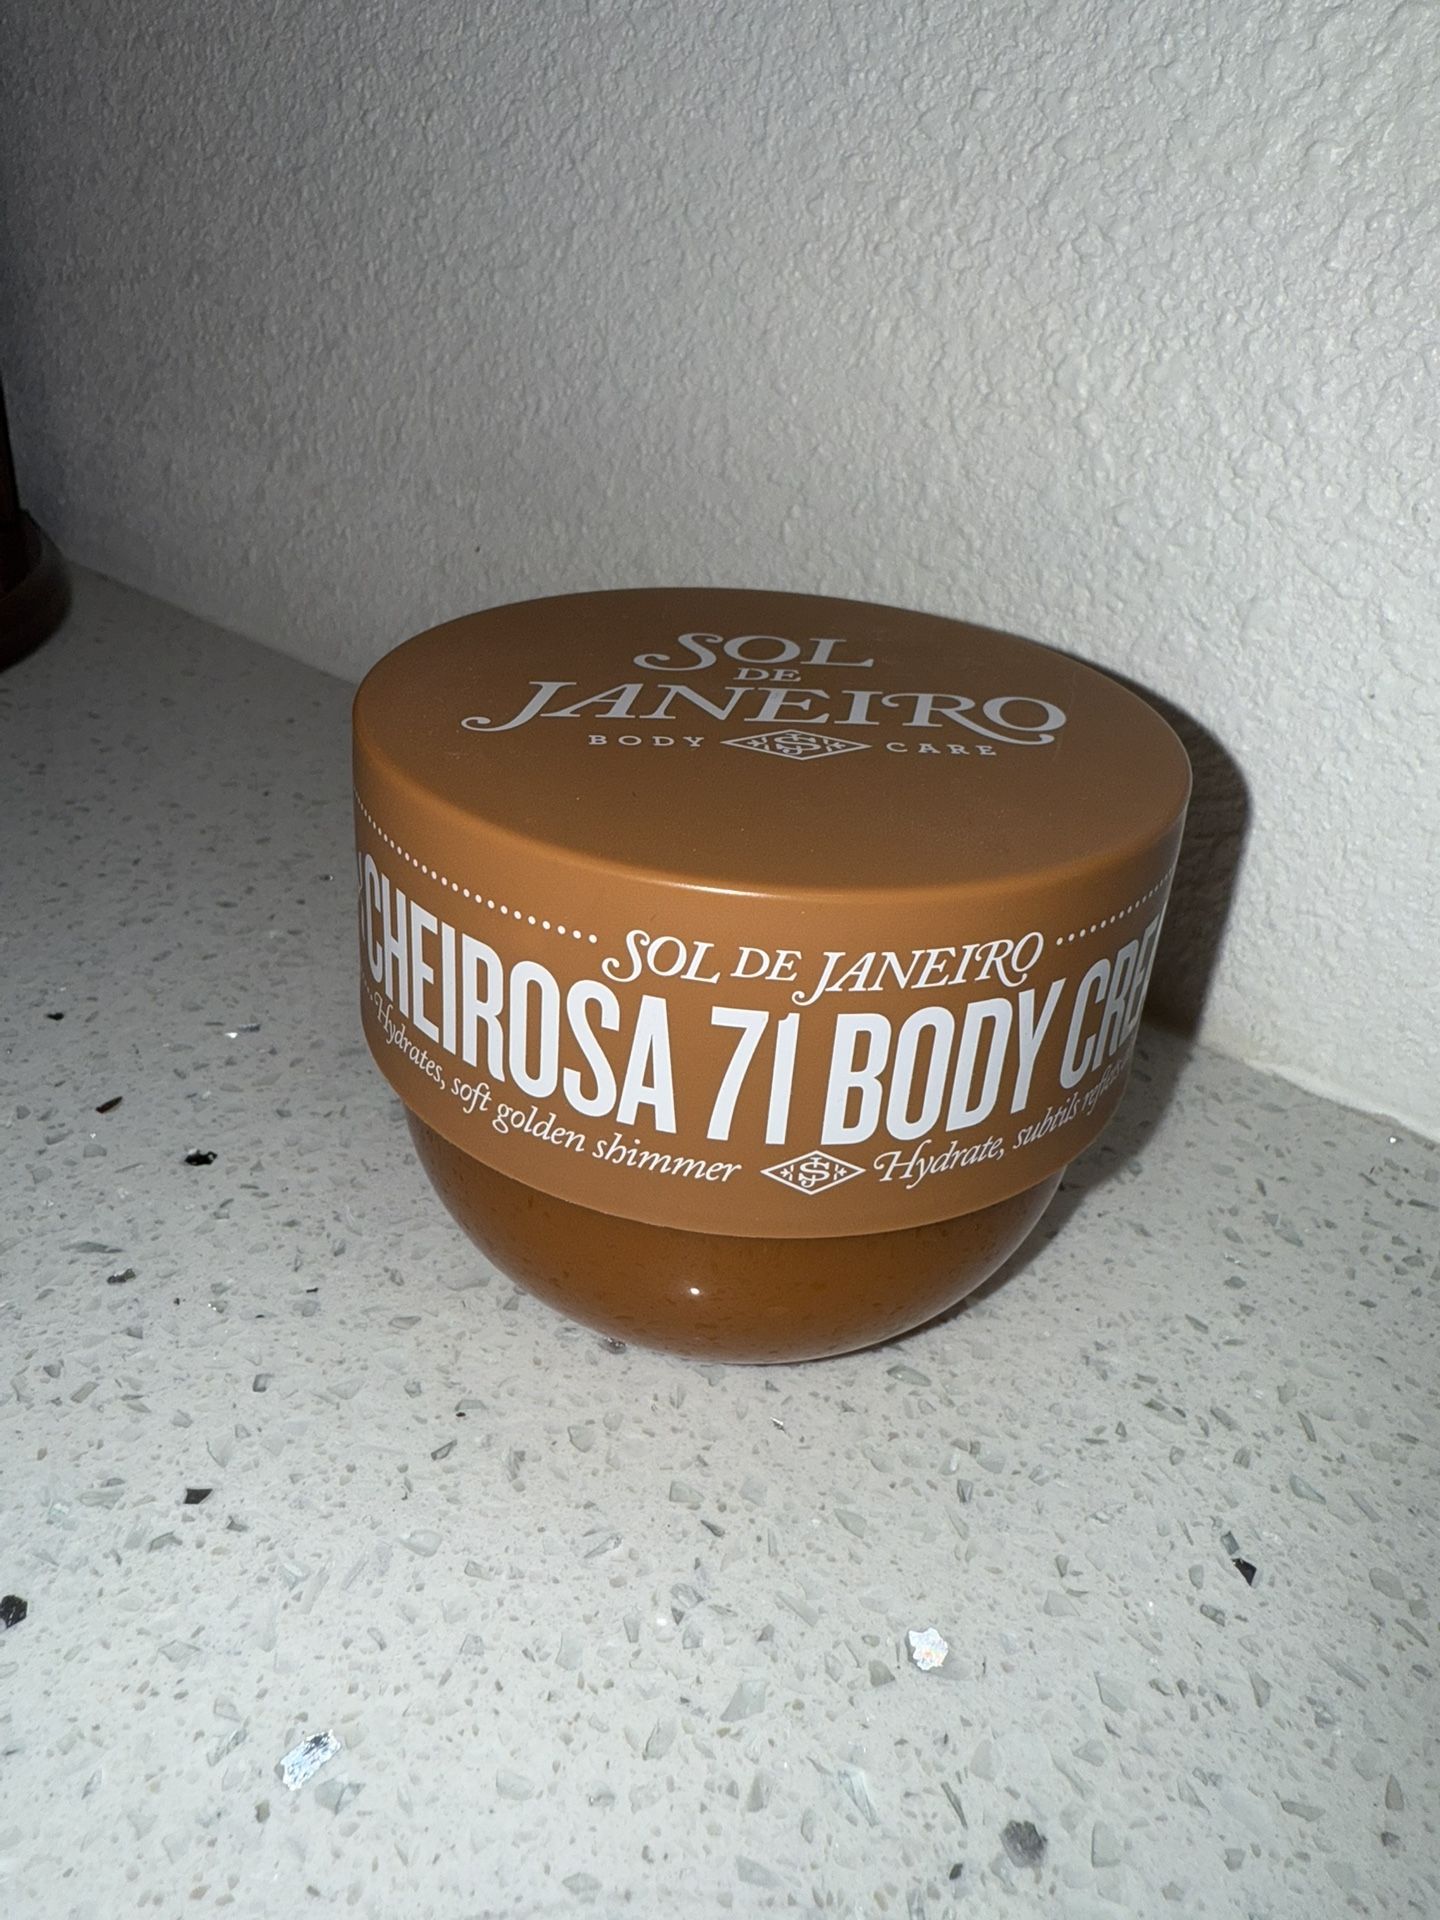 SOL
DE
JANEIRO
BODY CARE
SOL DE JANEIRO
CHEIROSA 71 BODY
Hydrates, soft golden shimmer
Hydrate, subtils